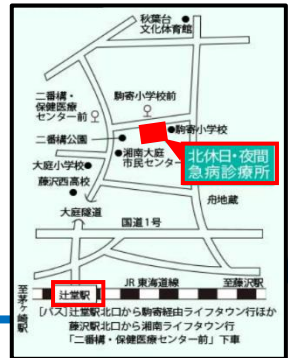 秋葉台
文化体育館
二番構・
保健医療
センター前
駒寄小学校前
二番構公園
駒寄小学校
大庭小学校
湘南大庭
市民センター
北休日・夜間
急病診療所
藤沢西高校
舟地蔵
大庭隧道
国道1号
至茅ヶ崎駅
辻堂駅
JR 東海道線
至藤沢駅
[バス]辻堂駅北口から駒寄経由ライフタウン行ほか
藤沢駅北口から湘南ライフタウン行
「二番構・保健医療センター前」下車